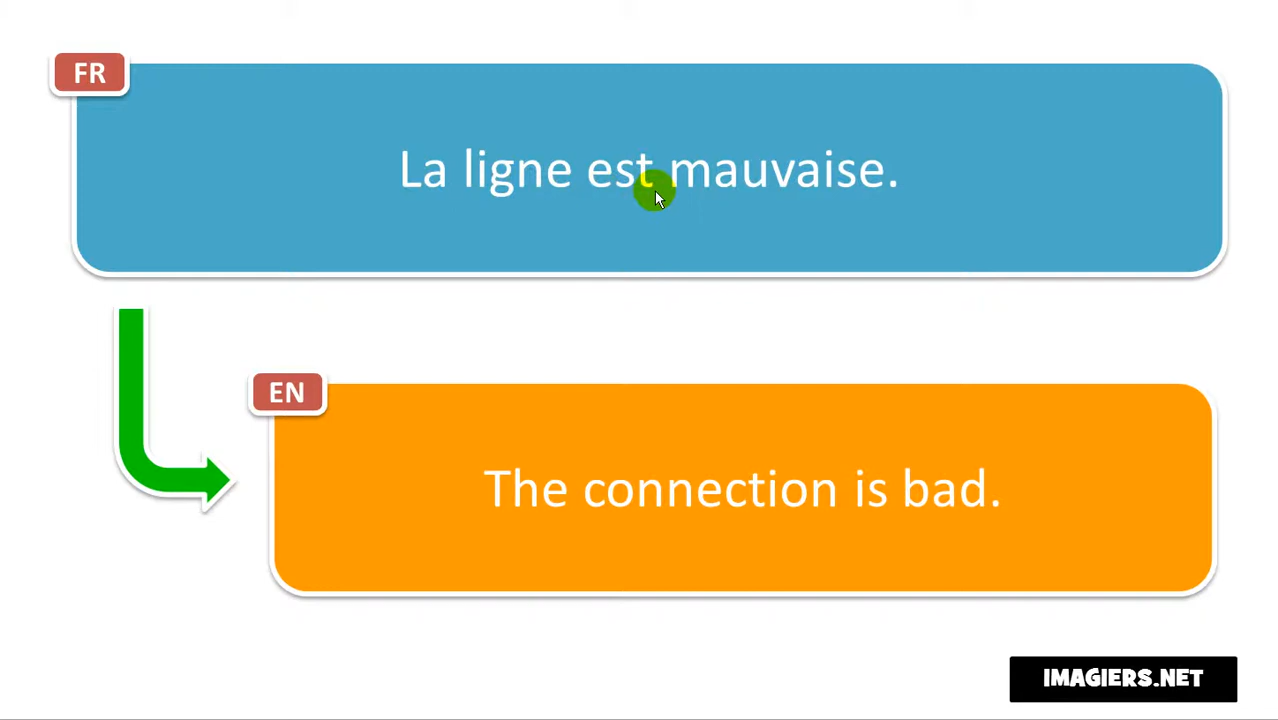 FR
La ligne est mauvaise.
EN
The connection is bad.
IMAGIERS.NET